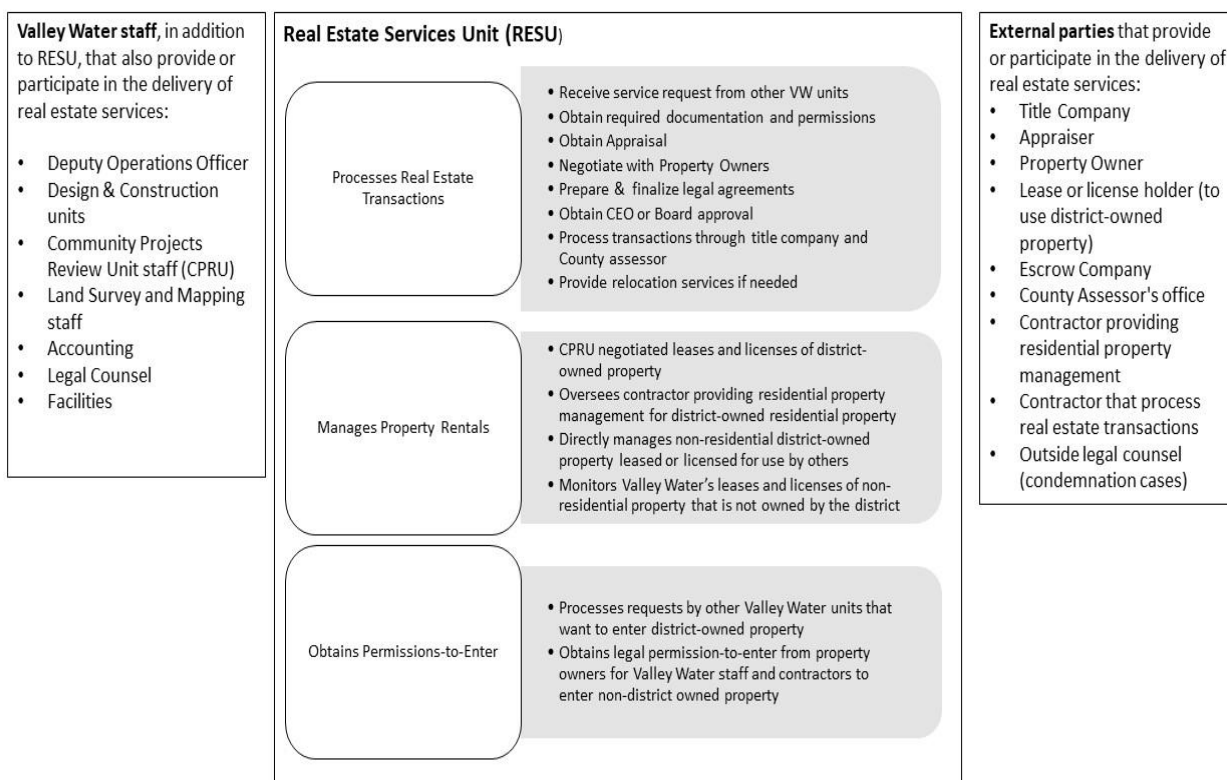 Valley Water staff, in addition
to RESU, that also provide or
participate in the delivery of
real estate services:
• Deputy Operations Officer
• Design & Construction
units
• Community Projects
Review Unit staff (CPRU)
• Land Survey and Mapping
staff
• Accounting
• Legal Counsel
• Facilities
Real Estate Services Unit (RESU)
Processes Real Estate
Transactions
• Receive service request from other VW units
• Obtain required documentation and permissions
• Obtain Appraisal
• Negotiate with Property Owners
• Prepare & finalize legal agreements
• Obtain CEO or Board approval
• Process transactions through title company and
County assessor
• Provide relocation services if needed
Manages Property Rentals
• CPRU negotiated leases and licenses of district-
owned property
• Oversees contractor providing residential property
management for district-owned residential property
• Directly manages non-residential district-owned
property leased or licensed for use by others
• Monitors Valley Water's leases and licenses of non-
residential property that is not owned by the district
Obtains Permissions-to-Enter
• Processes requests by other Valley Water units that
want to enter district-owned property
• Obtains legal permission-to-enter from property
owners for Valley Water staff and contractors to
enter non-district owned property
External parties that provide
or participate in the delivery of
real estate services:
• Title Company
• Appraiser
• Property Owner
• Lease or license holder (to
use district-owned
property)
• Escrow Company
• County Assessor's office
• Contractor providing
residential property
management
• Contractor that process
real estate transactions
• Outside legal counsel
(condemnation cases)